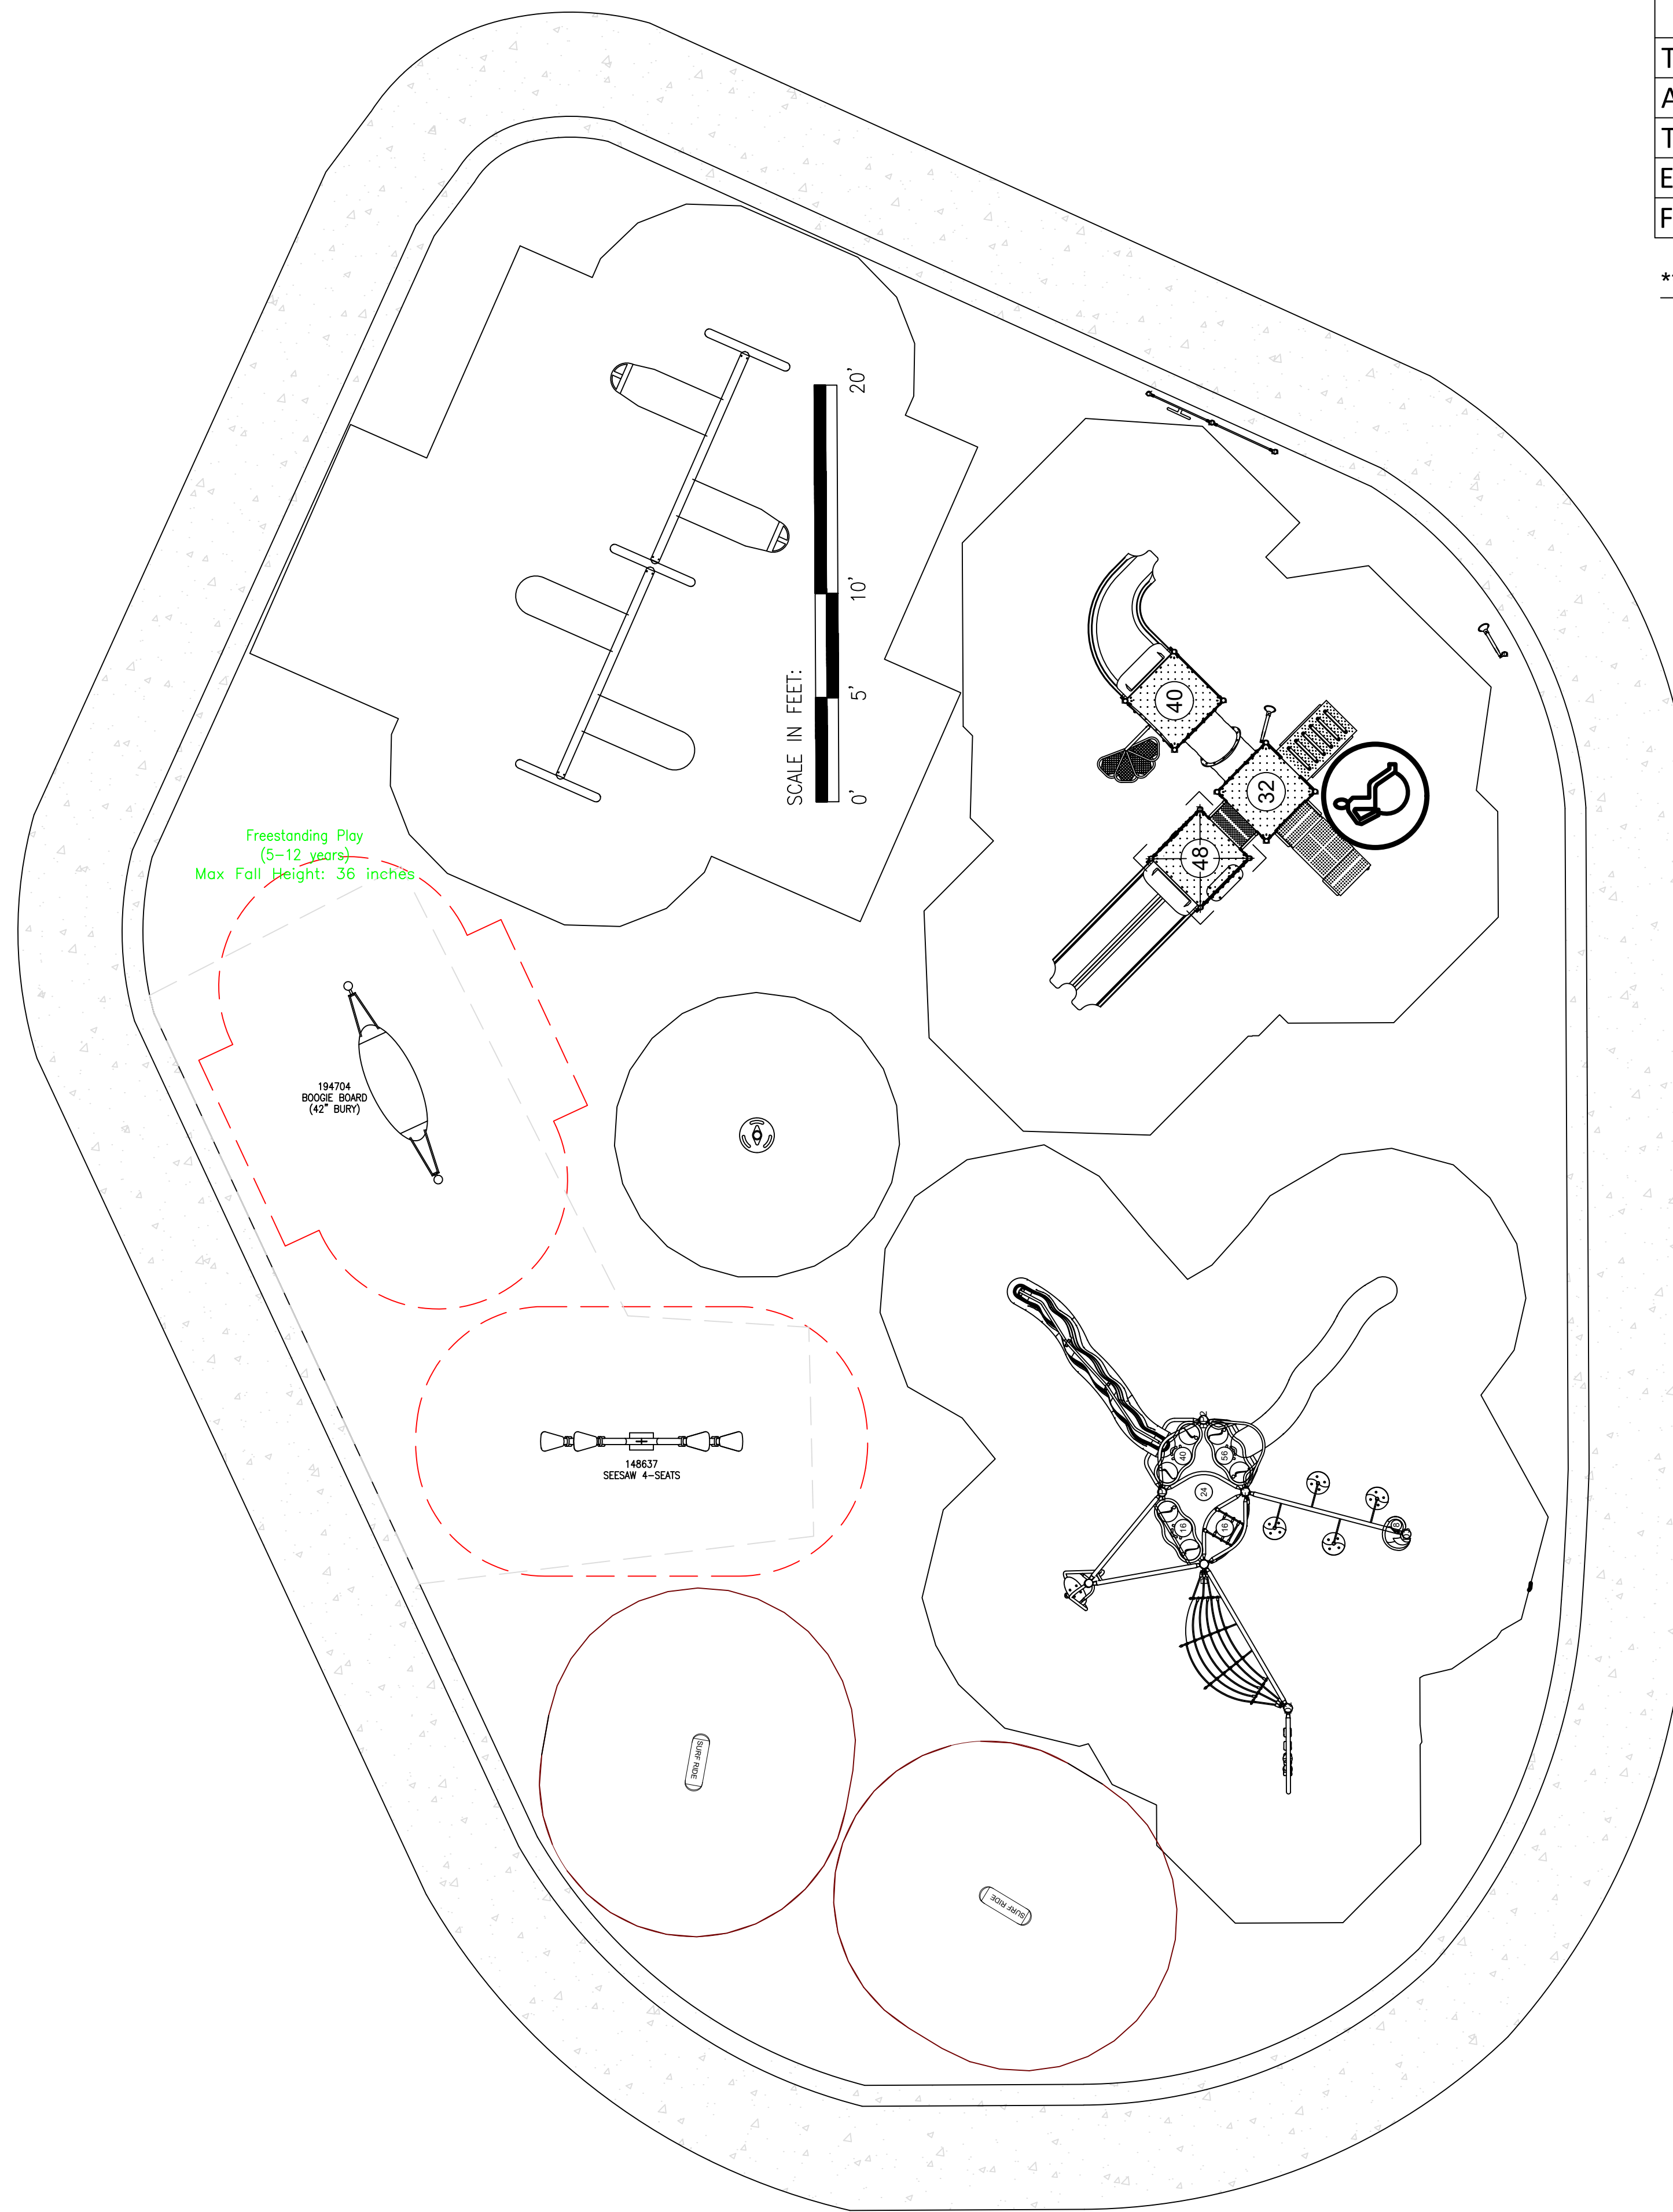 T
A
T
E
F
**
SCALE IN FEET:
0'
5'
10'
20'
40
32
48
Freestanding Play
(5-12 years)
Max Fall Height: 36 inches
194704
BOOGIE BOARD
(42" BURY)
148637
SEESAW 4-SEATS
40
56
24
16
16
8
SURF RIDE
SURF RIDE